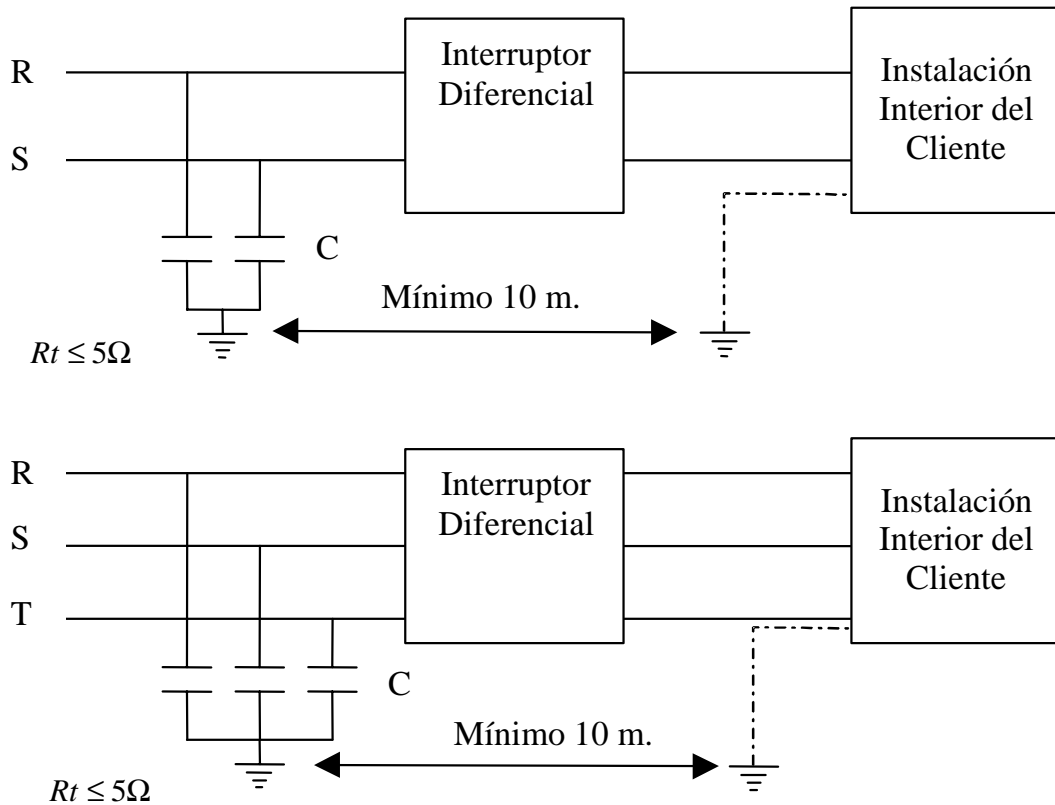 R
S
Interruptor
Diferencial
Instalación
Interior del
Cliente
C
Mínimo 10 m.
Rt ≤ 5Ω
R
S
T
Interruptor
Diferencial
Instalación
Interior del
Cliente
C
Mínimo 10 m.
Rt ≤ 5Ω